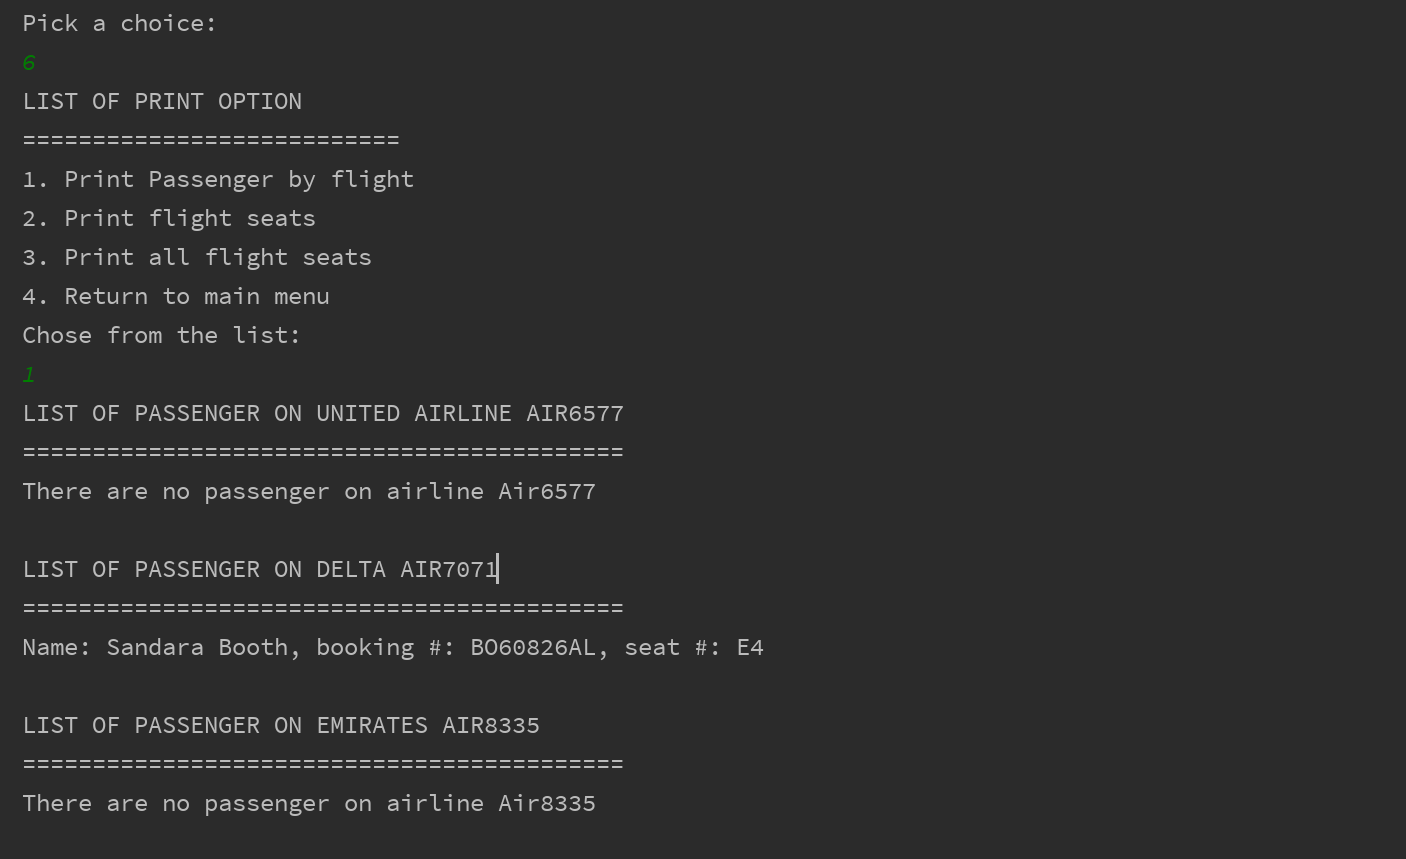 Pick a choice:
6
LIST OF PRINT OPTION
===========================
1. Print Passenger by flight
2. Print flight seats
3. Print all flight seats
4. Return to main menu
Chose from the list:
1
LIST OF PASSENGER ON UNITED AIRLINE AIR6577
===========================================
There are no passenger on airline Air6577

LIST OF PASSENGER ON DELTA AIR7071
===========================================
Name: Sandara Booth, booking #: BO60826AL, seat #: E4

LIST OF PASSENGER ON EMIRATES AIR8335
===========================================
There are no passenger on airline Air8335